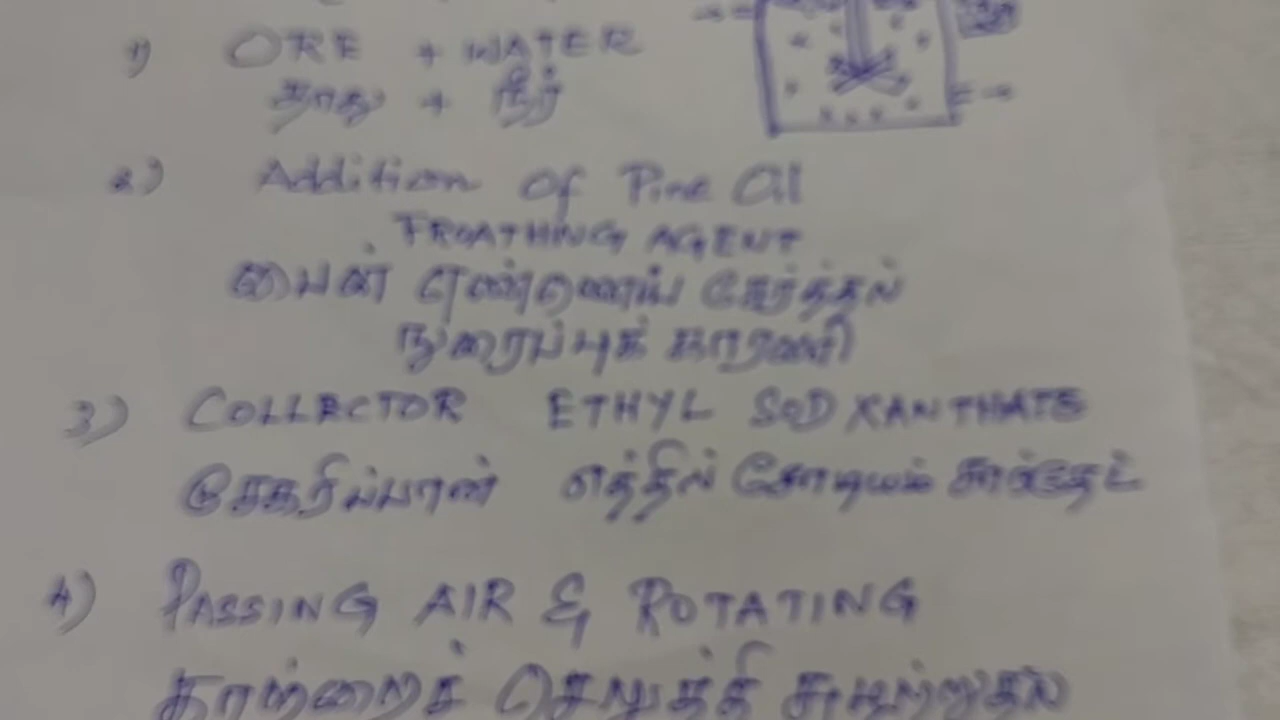 1) ORE + WATER
தாது + நீர்
2) Addition of Pine Oil
FROATHING AGENT
பைன் எண்ணெய் சேர்த்தல்
நுரைப்புக் காரணி
3) COLLECTOR ETHYL SOD XANTHATE
சேகரிப்பான் எத்தில் சோடியம்
4) PASSING AIR & ROTATING
காற்றைச் செலுத்தி சுழற்றுதல்